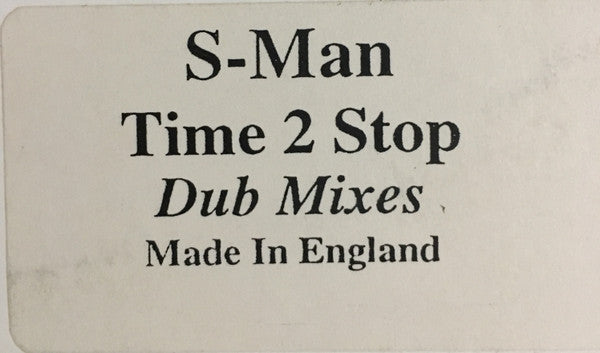 S-Man
Time 2 Stop
Dub Mixes
Made In England